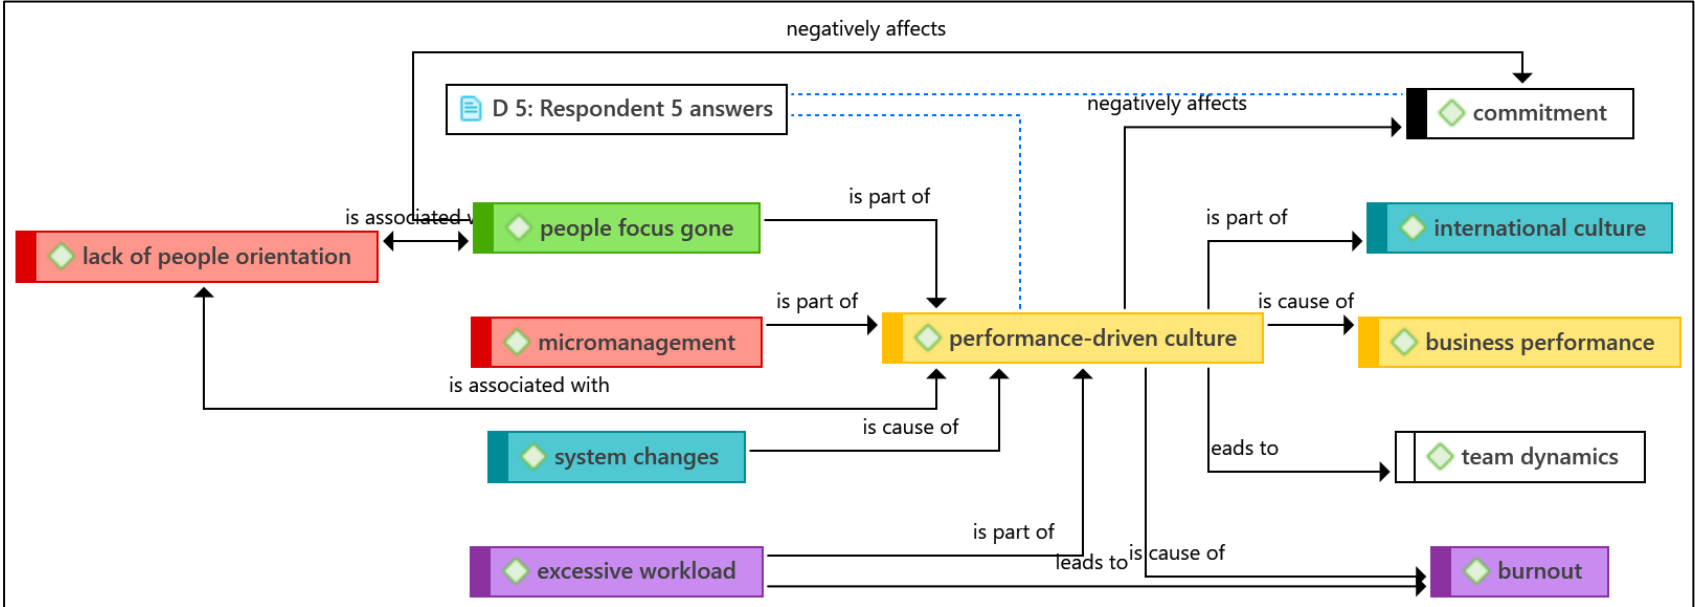 negatively affects
D 5: Respondent 5 answers
negatively affects
commitment
is part of
is associated w
people focus gone
is part of
international culture
lack of people orientation
is part of
is cause of
micromanagement
performance-driven culture
business performance
is associated with
is cause of
system changes
eads to
team dynamics
is part of
leads to
is cause of
excessive workload
burnout